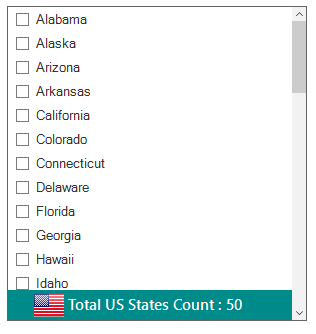 Alabama
Alaska
Arizona
Arkansas
California
Colorado
Connecticut
Delaware
Florida
Georgia
Hawaii
Idaho
Total US States Count : 50